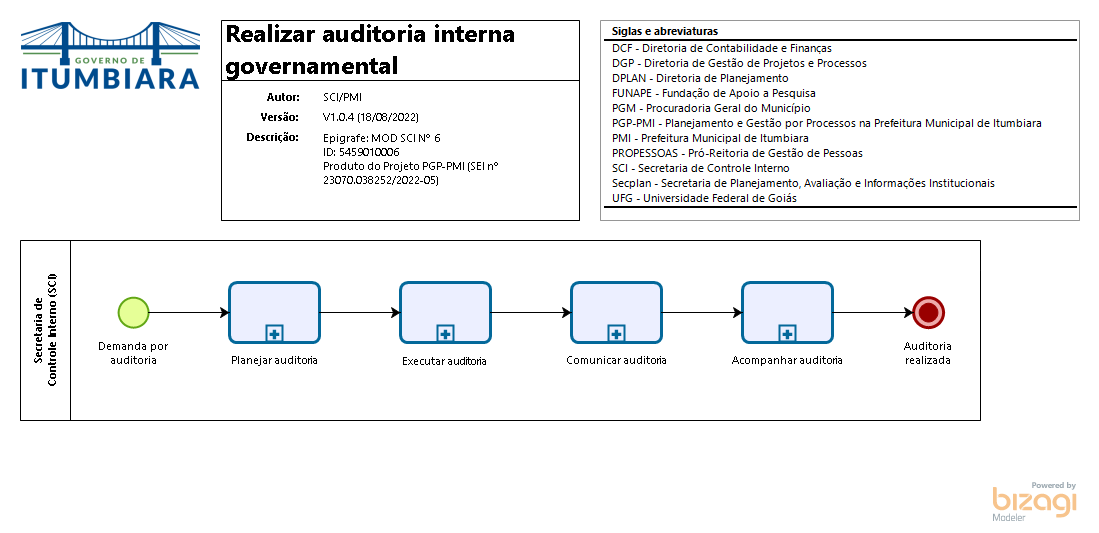 GOVERNO DE
ITUMBIARA
Realizar auditoria interna
governamental
Autor: SCI/PMI
Versão: V1.0.4 (18/08/2022)
Descrição: Epigrafe: MOD SCI Nº 6
ID: 5459010006
Produto do Projeto PGP-PMI (SEI nº
23070.038252/2022-05)
Siglas e abreviaturas
DCF - Diretoria de Contabilidade e Finanças
DGP - Diretoria de Gestão de Projetos e Processos
DPLAN - Diretoria de Planejamento
FUNAPE - Fundação de Apoio a Pesquisa
PGM - Procuradoria Geral do Município
PGP-PMI - Planejamento e Gestão por Processos na Prefeitura Municipal de Itumbiara
PMI - Prefeitura Municipal de Itumbiara
PROPESSOAS - Pró-Reitoria de Gestão de Pessoas
SCI - Secretaria de Controle Interno
Secplan - Secretaria de Planejamento, Avaliação e Informações Institucionais
UFG - Universidade Federal de Goiás
Secretaria de
Controle Interno (SCI)
Demanda por
auditoria
Planejar auditoria
Executar auditoria
Comunicar auditoria
Acompanhar auditoria
Auditoria
realizada
Powered by
bizagi
Modeler